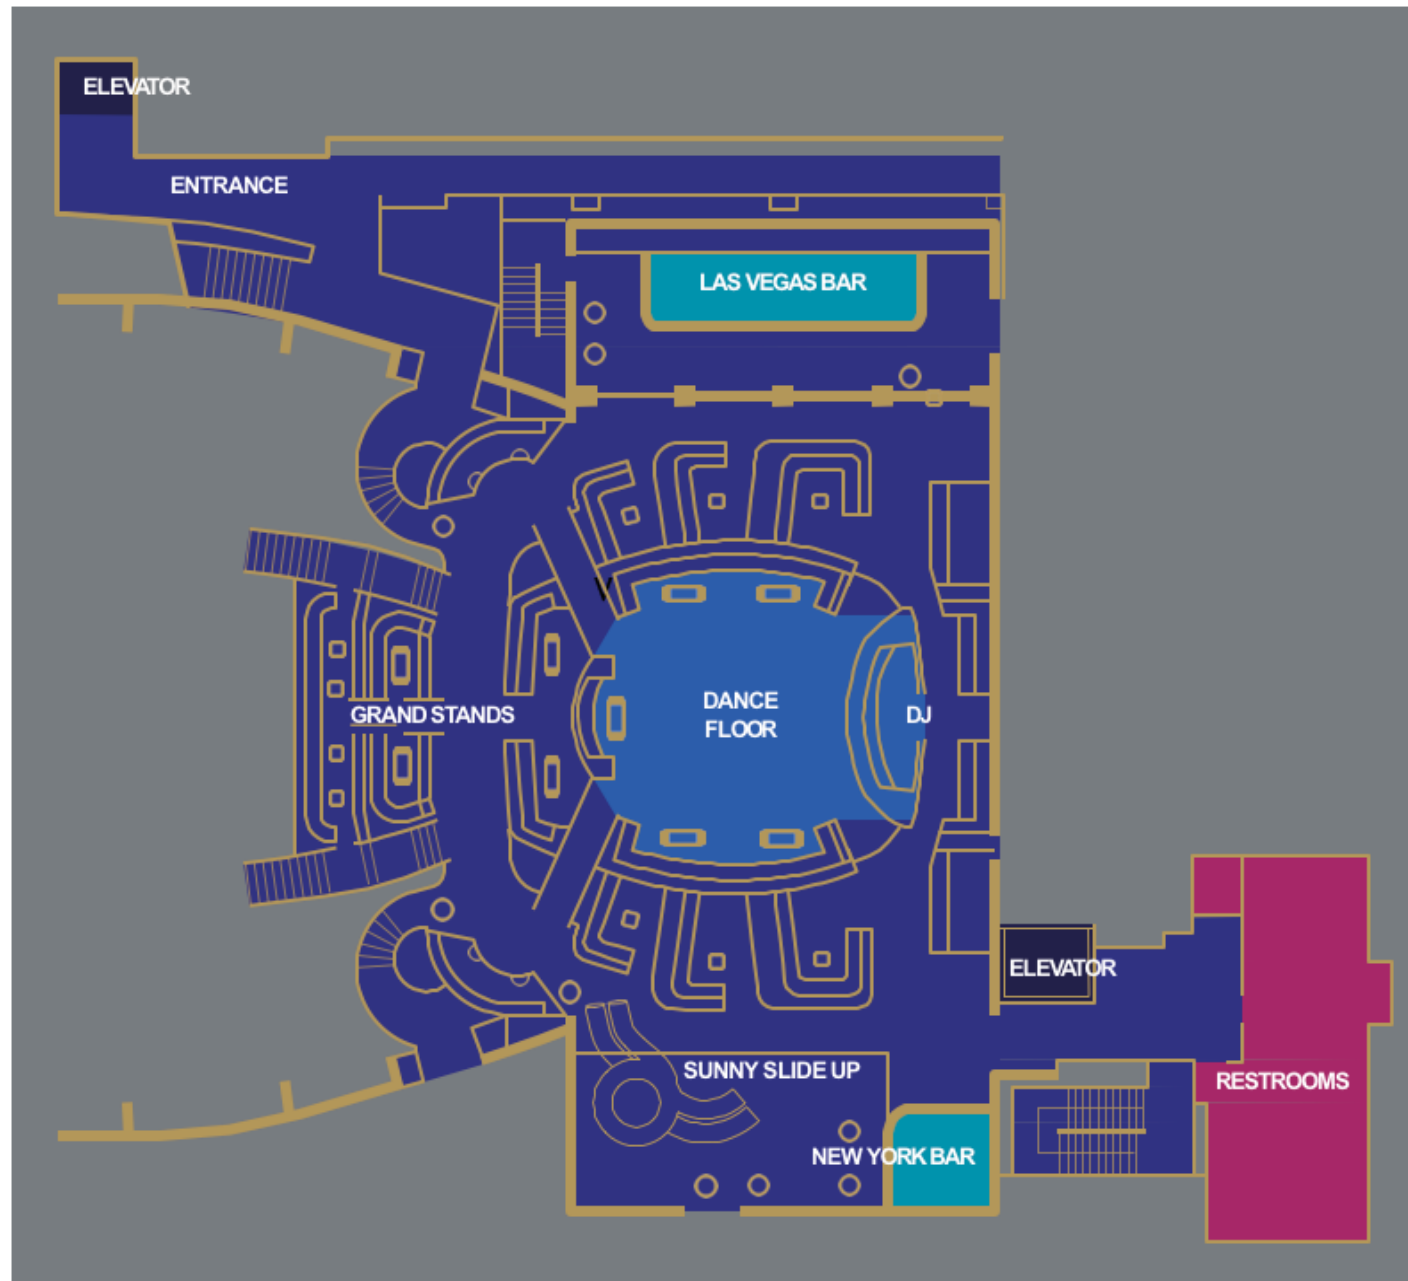 ELEVATOR
ENTRANCE
LAS VEGAS BAR
V
DANCE
FLOOR
GRAND STANDS
DJ
ELEVATOR
SUNNY SLIDE UP
RESTROOMS
NEW YORK BAR